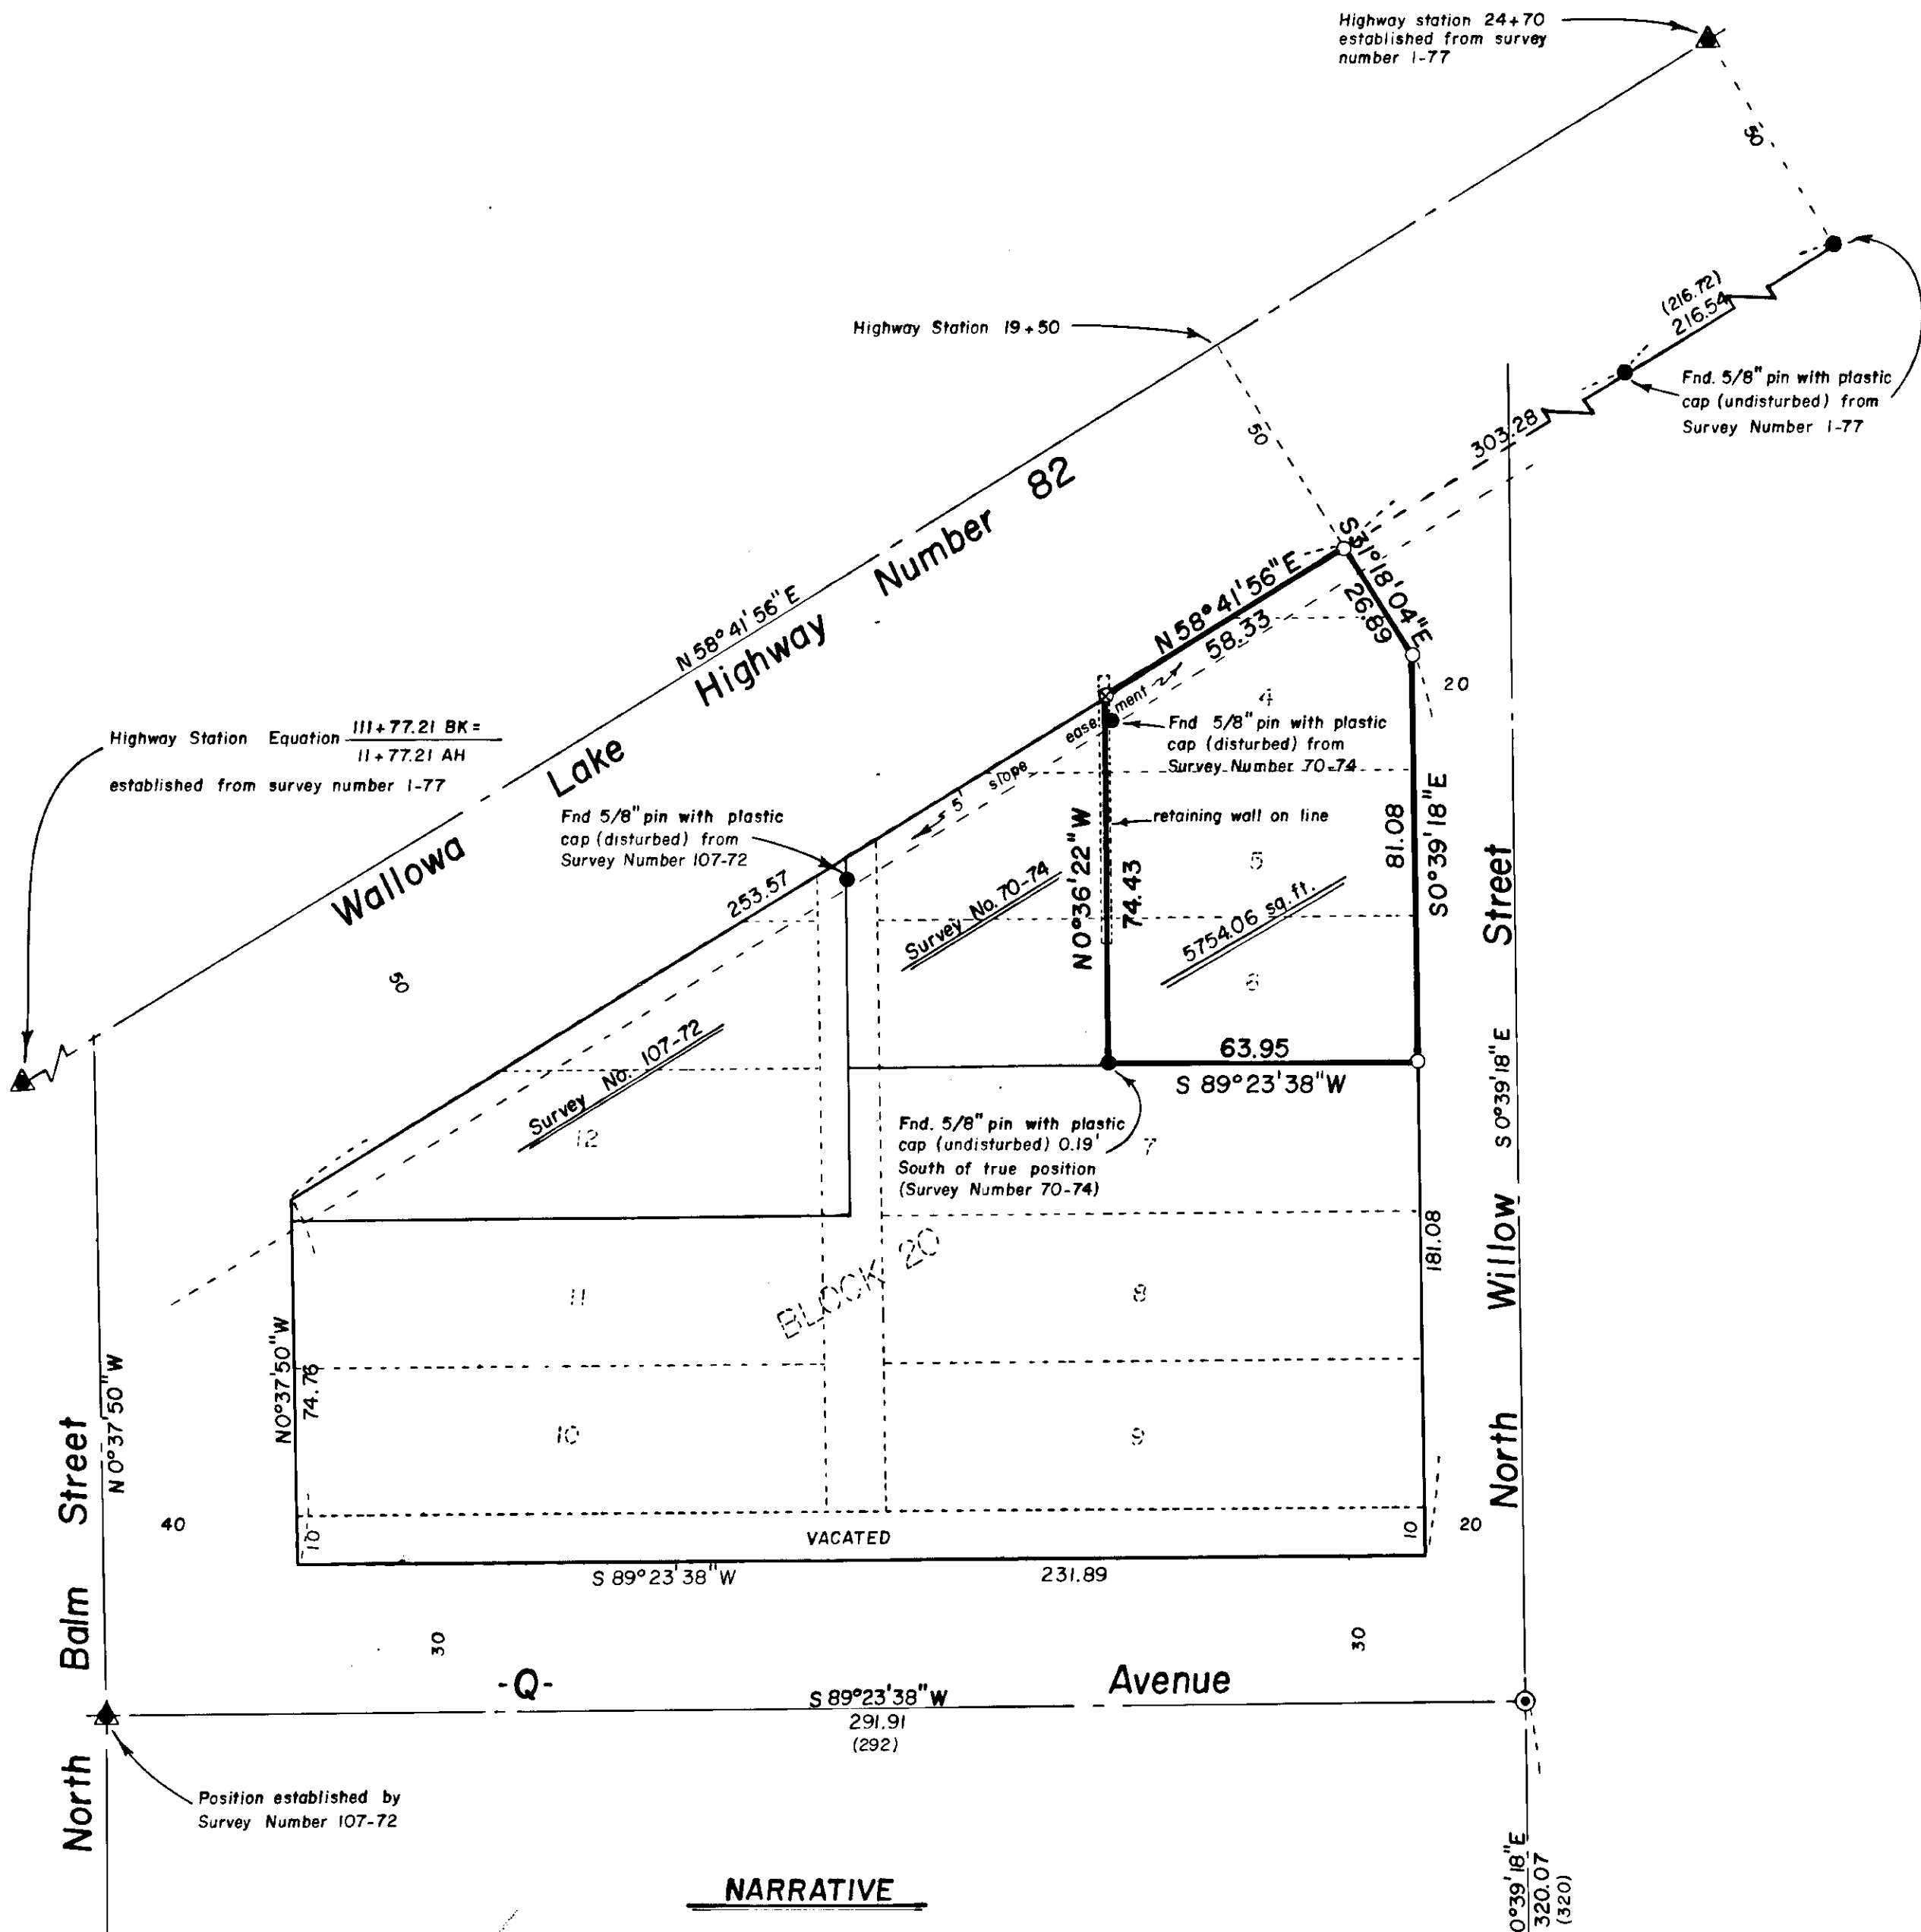 Highway station 24+70
established from survey
number 1-77
50
(216.72)
216.54
Highway Station 19+50
Fnd. 5/8" pin with plastic
cap (undisturbed) from
Survey Number 1-77
303.28
50
Wallowa Lake Highway Number 82
N 58° 41' 56" E
S 31° 18' 04" E
26.89
N 58° 41' 56" E
58.33
20
4
5' slope easement
Fnd 5/8" pin with plastic
cap (disturbed) from
Survey Number 70-74
Highway Station Equation 111+77.21 BK =
11+77.21 AH
established from survey number 1-77
Fnd 5/8" pin with plastic
cap (disturbed) from
Survey Number 107-72
retaining wall on line
N 0° 36' 22" W
74.43
81.08
S 0° 39' 18" E
5
253.57
Survey No. 70-74
5754.06 sq. ft.
6
50
63.95
S 89° 23' 38" W
Survey No. 107-72
12
Fnd. 5/8" pin with plastic
cap (undisturbed) 0.19'
South of true position
(Survey Number 70-74)
7
North Willow Street
S 0° 39' 18" E
181.08
BLOCK 20
11
8
N 0° 37' 50" W
74.76
10
9
North Balm Street
N 0° 37' 50" W
40
10
VACATED
10
20
S 89° 23' 38" W
231.89
30
30
-Q- Avenue
S 89° 23' 38" W
291.91
(292)
Position established by
Survey Number 107-72
0° 39' 18" E
320.07
(320)
NARRATIVE